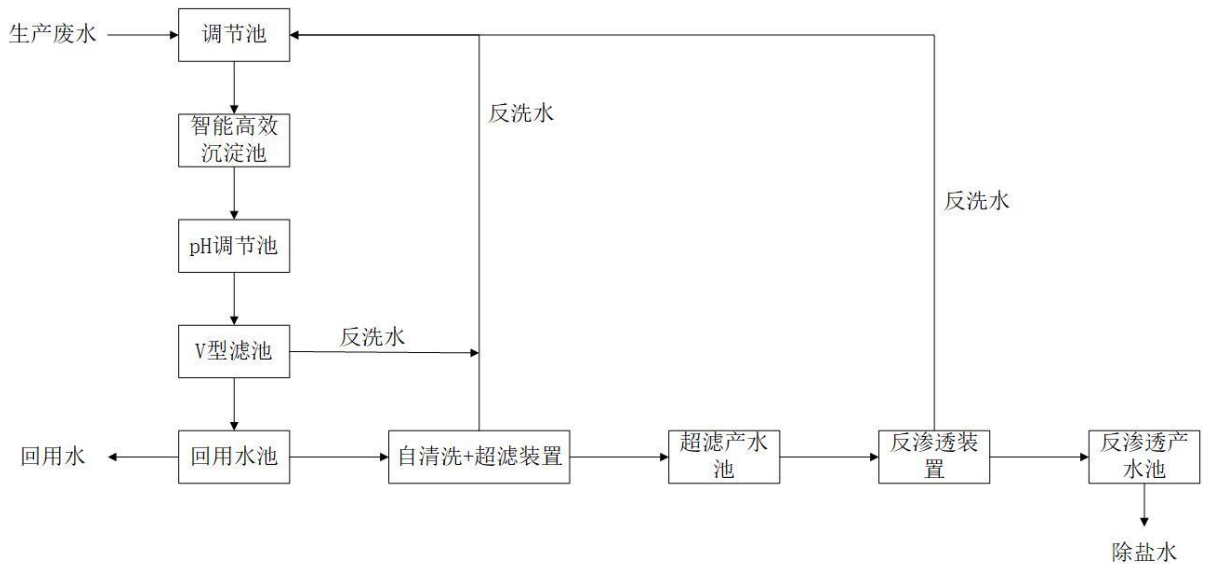 生产废水
调节池
智能高效
沉淀池
反洗水
反洗水
pH调节池
V型滤池
反洗水
回用水
回用水池
自清洗+超滤装置
超滤产水
池
反渗透装
置
反渗透产
水池
除盐水